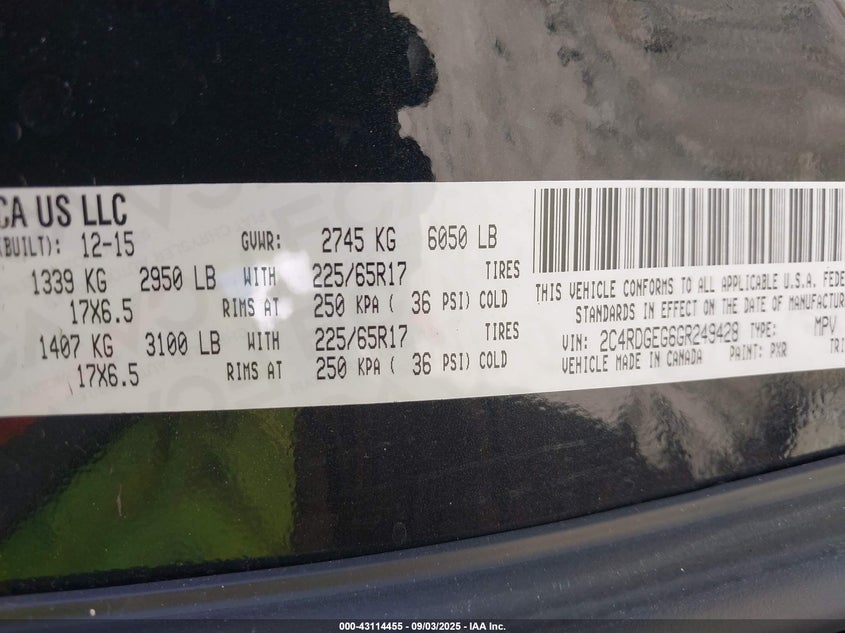 CA US LLC
(BUILT): 12-15 GVWR: 2745 KG 6050 LB
1339 KG 2950 LB WITH 225/65R17 TIRES
17X6.5 RIMS AT 250 KPA ( 36 PSI) COLD
1407 KG 3100 LB WITH 225/65R17 TIRES
17X6.5 RIMS AT 250 KPA ( 36 PSI) COLD
THIS VEHICLE CONFORMS TO ALL APPLICABLE U.S.A. FEDE
STANDARDS IN EFFECT ON THE DATE OF MANUFACTUR
VIN: 2C4RDGEG6GR249428 TYPE: MPV
VEHICLE MADE IN CANADA PAINT: PXR TRI
000-43114455 - 09/03/2025 - IAA Inc.